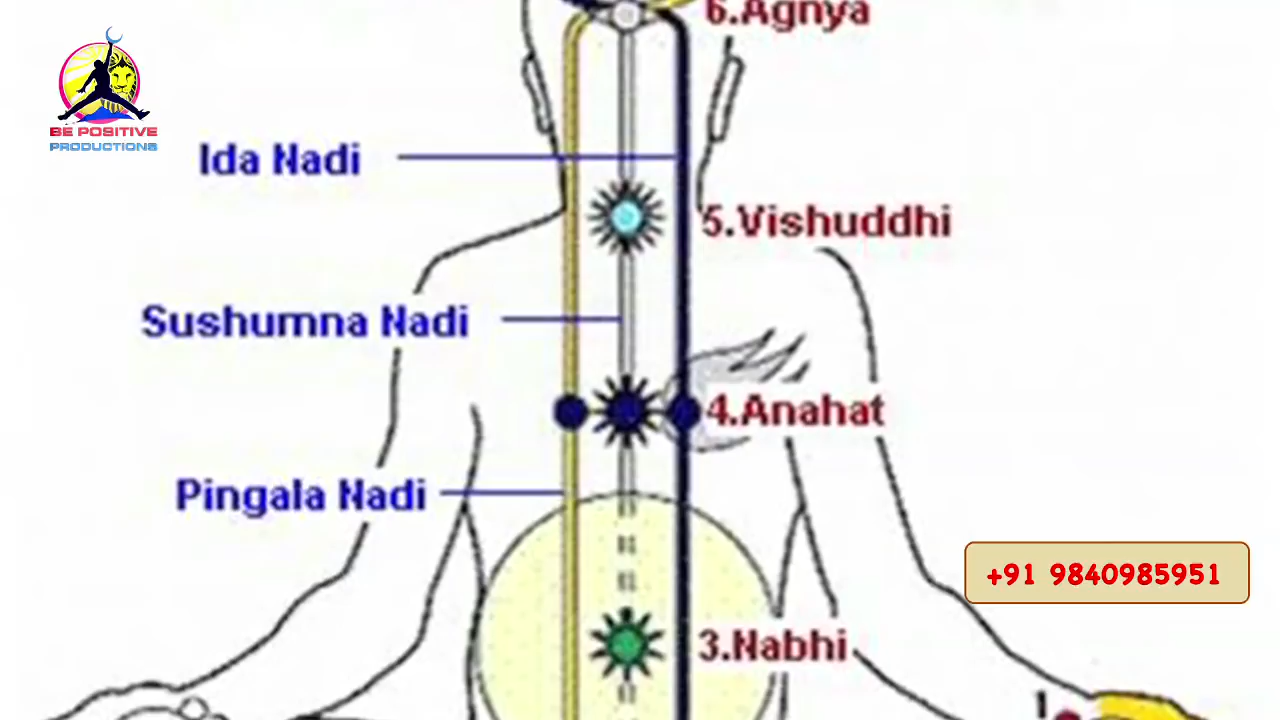 6.Agnya
BE POSITIVE
PRODUCTIONS
Ida Nadi
5.Vishuddhi
Sushumna Nadi
4.Anahat
Pingala Nadi
+91 9840985951
3.Nabhi